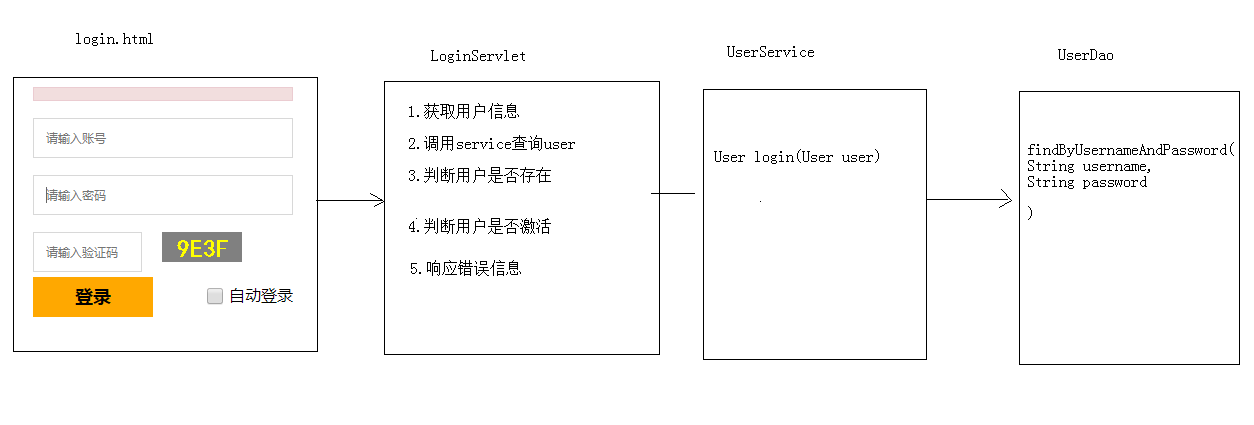 login.html
请输入账号
请输入密码
请输入验证码
9E3F
登录
自动登录
LoginServlet
1.获取用户信息
2.调用service查询user
3.判断用户是否存在
4.判断用户是否激活
5.响应错误信息
UserService
User login(User user)
UserDao
findByUsernameAndPassword(
String username,
String password
)